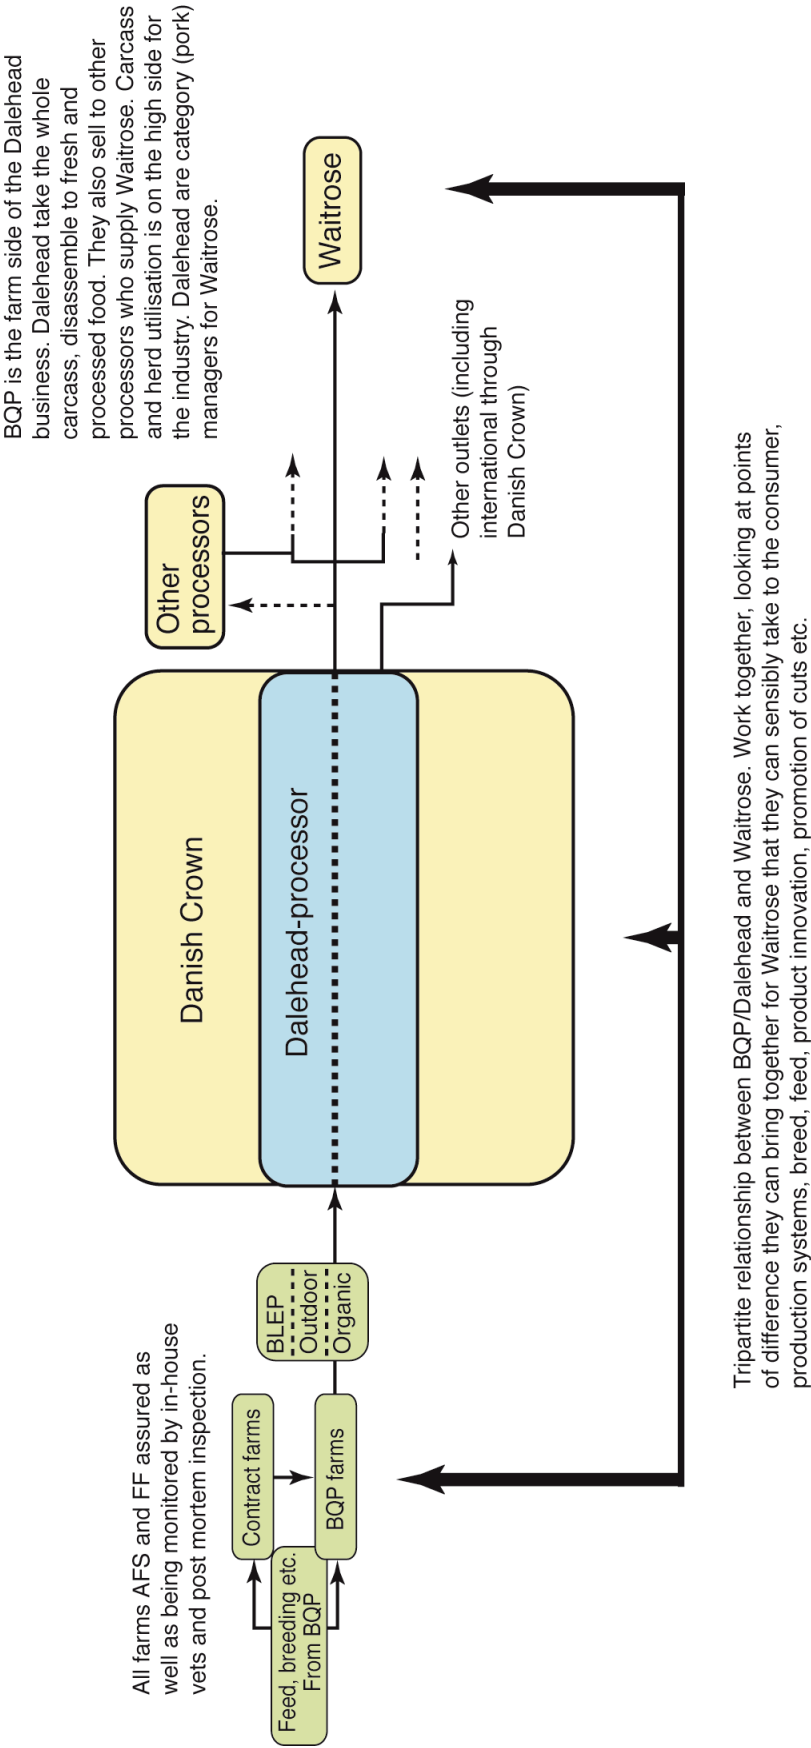 All farms AFS and FF assured as
well as being monitored by in-house
vets and post mortem inspection.
Feed, breeding etc.
From BQP
Contract farms
BQP farms
BLEP
Outdoor
Organic
Danish Crown
Dalehead-processor
Other
processors
Other outlets (including
international through
Danish Crown)
Waitrose
BQP is the farm side of the Dalehead
business. Dalehead take the whole
carcass, disassemble to fresh and
processed food. They also sell to other
processors who supply Waitrose. Carcass
and herd utilisation is on the high side for
the industry. Dalehead are category (pork)
managers for Waitrose.
Tripartite relationship between BQP/Dalehead and Waitrose. Work together, looking at points
of difference they can bring together for Waitrose that they can sensibly take to the consumer,
production systems, breed, feed, product innovation, promotion of cuts etc.